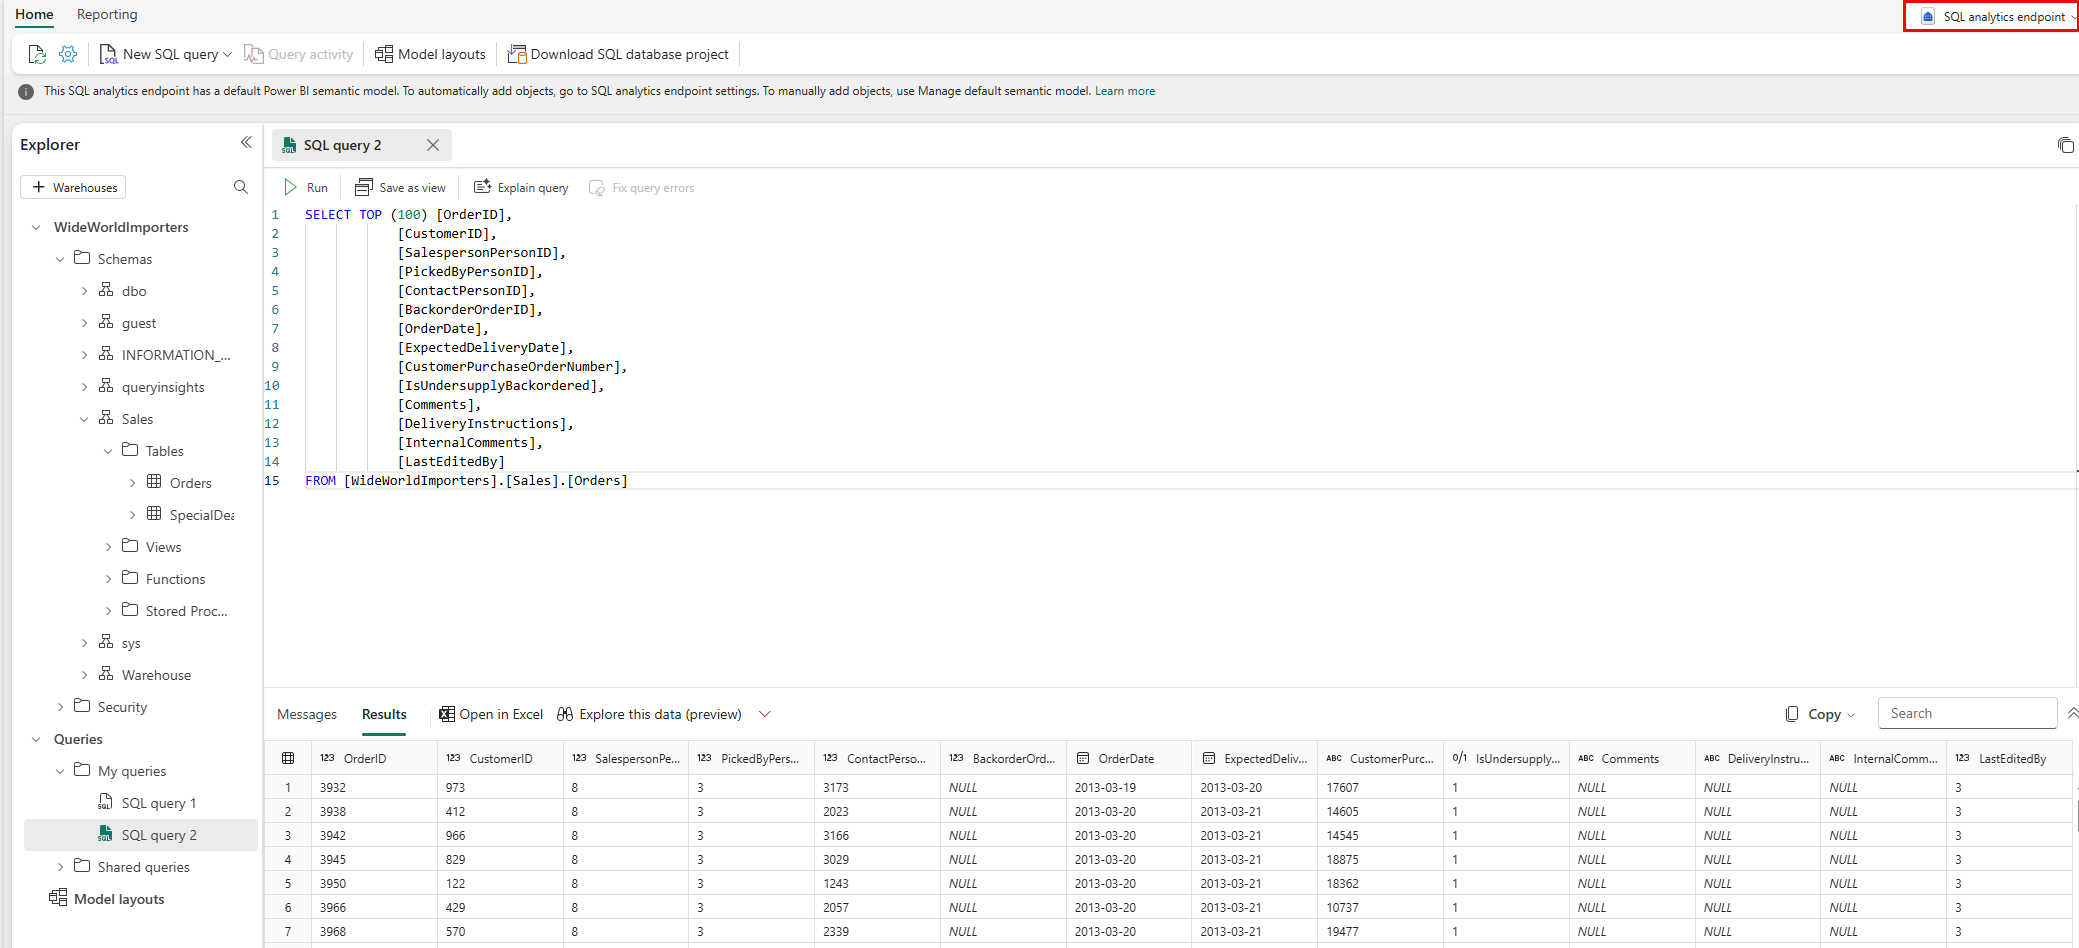 Home Reporting SQL analytics endpoint
New SQL query Query activity Model layouts Download SQL database project
This SQL analytics endpoint has a default Power BI semantic model. To automatically add objects, go to SQL analytics endpoint settings. To manually add objects, use Manage default semantic model. Learn more
Explorer
+ Warehouses
WideWorldImporters
Schemas
dbo
guest
INFORMATION_...
queryinsights
Sales
Tables
Orders
SpecialDea
Views
Functions
Stored Proc...
sys
Warehouse
Security
Queries
My queries
SQL query 1
SQL query 2
Shared queries
Model layouts
SQL query 2
Run Save as view Explain query Fix query errors
1 SELECT TOP (100) [OrderID],
2 [CustomerID],
3 [SalespersonPersonID],
4 [PickedByPersonID],
5 [ContactPersonID],
6 [BackorderOrderID],
7 [OrderDate],
8 [ExpectedDeliveryDate],
9 [CustomerPurchaseOrderNumber],
10 [IsUndersupplyBackordered],
11 [Comments],
12 [DeliveryInstructions],
13 [InternalComments],
14 [LastEditedBy]
15 FROM [WideWorldImporters].[Sales].[Orders]
Messages Results Open in Excel Explore this data (preview) Copy Search
123 OrderID 123 CustomerID 123 SalespersonPe... 123 PickedByPers... 123 ContactPerso... 123 BackorderOrd... OrderDate ExpectedDeliv... ABC CustomerPurc... 0/1 IsUndersupply... ABC Comments ABC DeliveryInstru... ABC InternalComm... 123 LastEditedBy
1 3932 973 8 3 3173 NULL 2013-03-19 2013-03-20 17607 1 NULL NULL NULL 3
2 3938 412 8 3 2023 NULL 2013-03-20 2013-03-21 14605 1 NULL NULL NULL 3
3 3942 966 8 3 3166 NULL 2013-03-20 2013-03-21 14545 1 NULL NULL NULL 3
4 3945 829 8 3 3029 NULL 2013-03-20 2013-03-21 18875 1 NULL NULL NULL 3
5 3950 122 8 3 1243 NULL 2013-03-20 2013-03-21 18362 1 NULL NULL NULL 3
6 3966 429 8 3 2057 NULL 2013-03-20 2013-03-21 10737 1 NULL NULL NULL 3
7 3968 570 8 3 2339 NULL 2013-03-20 2013-03-21 19477 1 NULL NULL NULL 3